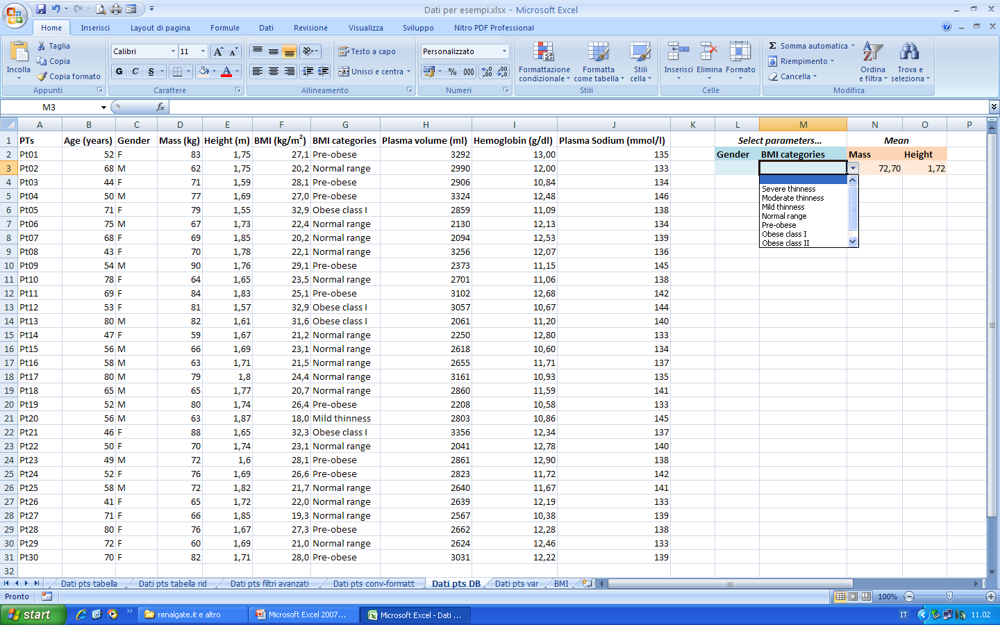 Dati per esempi.xlsx - Microsoft Excel
Home Inserisci Layout di pagina Formule Dati Revisione Visualizza Sviluppo Nitro PDF Professional
Incolla
Taglia
Copia
Copia formato
Appunti
Calibri 11
G C S
Carattere
Testo a capo
Unisci e centra
Allineamento
Personalizzato
% 000
Numeri
Formattazione condizionale
Formatta come tabella
Stili cella
Stili
Inserisci Elimina Formato
Celle
Σ Somma automatica
Riempimento
Cancella
Ordina e filtra
Trova e seleziona
Modifica
M3 fx
A B C D E F G H I J K L M N O P
1 PTs Age (years) Gender Mass (kg) Height (m) BMI (kg/m²) BMI categories Plasma volume (ml) Hemoglobin (g/dl) Plasma Sodium (mmol/l) Select parameters... Mean
2 Pt01 52 F 83 1,75 27,1 Pre-obese 3292 13,00 135 Gender BMI categories Mass Height
3 Pt02 68 M 62 1,75 20,2 Normal range 2990 12,00 133 72,70 1,72
4 Pt03 44 F 71 1,59 28,1 Pre-obese 2906 10,84 134
5 Pt04 50 M 77 1,69 27,0 Pre-obese 3324 12,48 146
6 Pt05 71 F 79 1,55 32,9 Obese class I 2859 11,09 138
7 Pt06 75 M 67 1,73 22,4 Normal range 2130 12,13 134
8 Pt07 68 F 69 1,85 20,2 Normal range 2094 12,53 139
9 Pt08 43 F 70 1,78 22,1 Normal range 3256 12,07 136
10 Pt09 54 M 90 1,76 29,1 Pre-obese 2373 11,15 145
11 Pt10 78 F 64 1,65 23,5 Normal range 2701 11,06 138
12 Pt11 69 F 84 1,83 25,1 Pre-obese 3102 12,68 142
13 Pt12 53 F 81 1,57 32,9 Obese class I 3057 10,67 144
14 Pt13 80 M 82 1,61 31,6 Obese class I 2061 11,20 140
15 Pt14 47 F 59 1,67 21,2 Normal range 2250 12,80 133
16 Pt15 56 M 66 1,69 23,1 Normal range 2618 10,60 134
17 Pt16 58 M 63 1,71 21,5 Normal range 2655 11,71 137
18 Pt17 80 M 79 1,8 24,4 Normal range 3161 10,93 135
19 Pt18 65 M 65 1,77 20,7 Normal range 2860 11,59 141
20 Pt19 52 M 80 1,74 26,4 Pre-obese 2208 10,58 133
21 Pt20 56 M 63 1,87 18,0 Mild thinness 2803 10,86 145
22 Pt21 46 F 88 1,65 32,3 Obese class I 3356 12,34 137
23 Pt22 50 F 70 1,74 23,1 Normal range 2041 12,78 140
24 Pt23 49 M 72 1,6 28,1 Pre-obese 2861 12,90 138
25 Pt24 52 F 76 1,69 26,6 Pre-obese 2823 11,72 142
26 Pt25 58 M 72 1,82 21,7 Normal range 2640 11,67 141
27 Pt26 41 F 65 1,72 22,0 Normal range 2639 12,19 133
28 Pt27 71 F 66 1,85 19,3 Normal range 2567 10,38 139
29 Pt28 80 F 76 1,67 27,3 Pre-obese 2662 12,28 138
30 Pt29 72 F 60 1,69 21,0 Normal range 2624 12,46 133
31 Pt30 70 F 82 1,71 28,0 Pre-obese 3031 12,22 139
32
Severe thinness
Moderate thinness
Mild thinness
Normal range
Pre-obese
Obese class I
Obese class II
Dati pts tabella Dati pts tabella rid Dati pts filtri avanzati Dati pts conv-formatt Dati pts DB Dati pts var BMI
Pronto 100%
start renalgate.it e altro Microsoft Excel 2007... Microsoft Excel - Dati ... IT 11.02